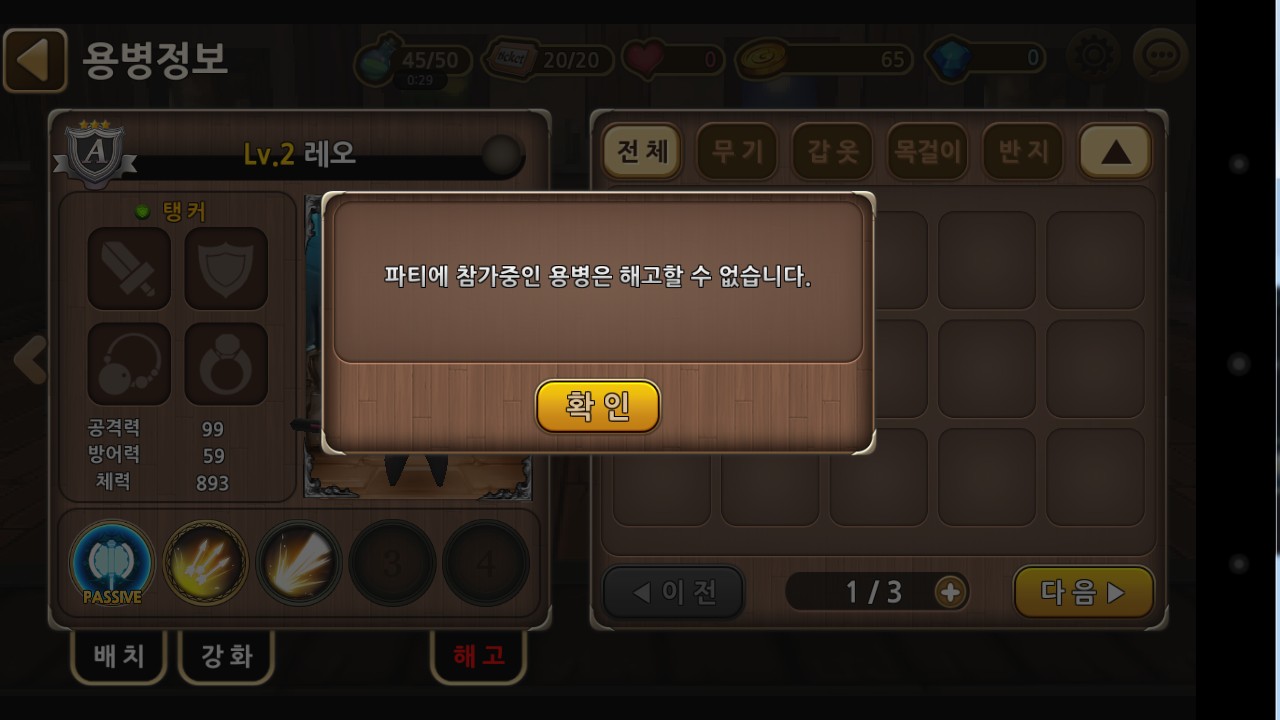 용병정보
45/50
0:29
ticket
20/20
0
65
0
A
Lv.2 레오
탱커
공격력 99
방어력 59
체력 893
PASSIVE
3
4
배치
강화
해고
전체
무기
갑옷
목걸이
반지
파티에 참가중인 용병은 해고할 수 없습니다.
확인
이전
1/3
다음